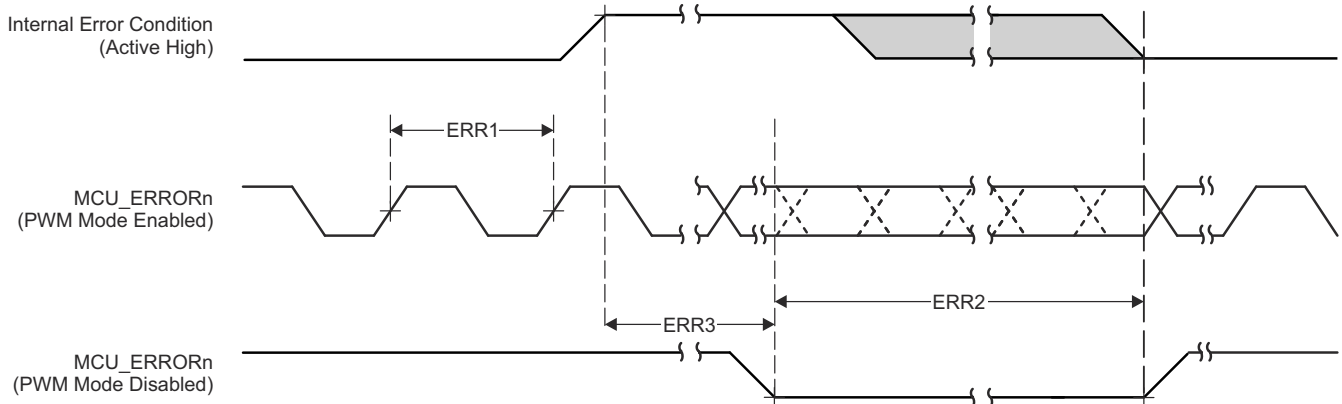 Internal Error Condition
(Active High)
ERR1
MCU_ERRORn
(PWM Mode Enabled)
ERR2
ERR3
MCU_ERRORn
(PWM Mode Disabled)